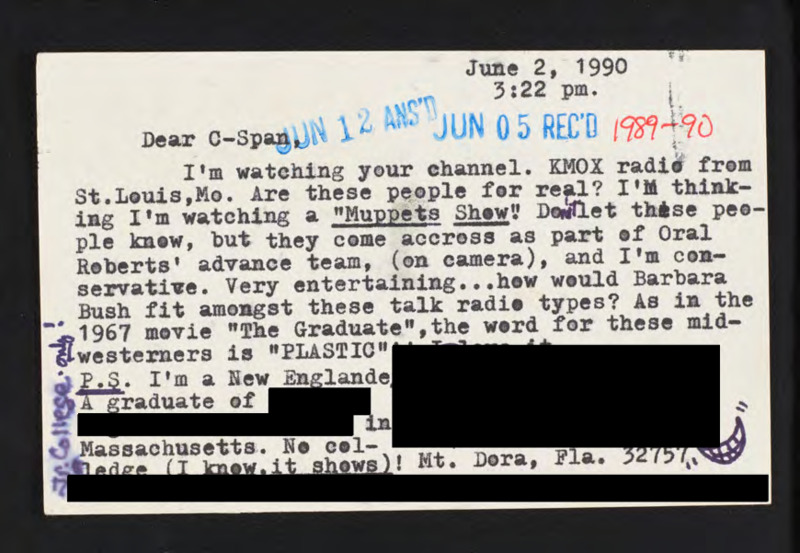 June 2, 1990
3:22 pm.
JUN 12 ANS'D
JUN 05 REC'D
1989-90
Dear C-Span,
I'm watching your channel. KMOX radio from
St.Louis,Mo. Are these people for real? I'm think-
ing I'm watching a "Muppets Show"! Don't let these peo-
ple know, but they come accross as part of Oral
Roberts' advance team, (on camera), and I'm con-
servative. Very entertaining...how would Barbara
Bush fit amongst these talk radio types? As in the
1967 movie "The Graduate",the word for these mid-
westerners is "PLASTIC"!! I love it
P.S. I'm a New Englande
A graduate of
in
Massachusetts. No col-
ledge (I know.it shows)! Mt. Dora, Fla. 32757
Jr. College only!